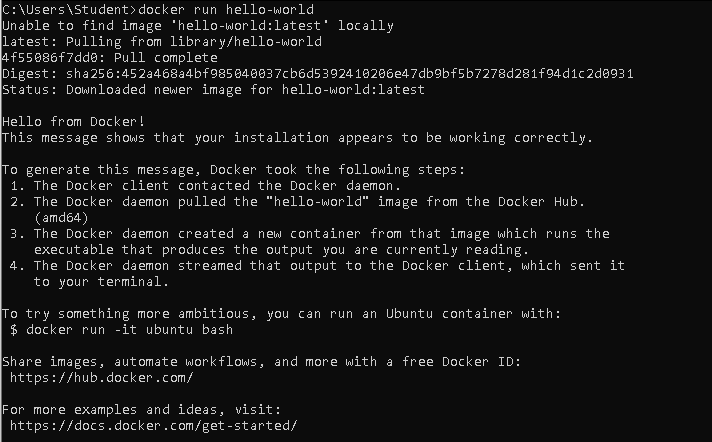 C:\Users\Student>docker run hello-world
Unable to find image 'hello-world:latest' locally
latest: Pulling from library/hello-world
4f55086f7dd0: Pull complete
Digest: sha256:452a468a4bf985040037cb6d5392410206e47db9bf5b7278d281f94d1c2d0931
Status: Downloaded newer image for hello-world:latest

Hello from Docker!
This message shows that your installation appears to be working correctly.

To generate this message, Docker took the following steps:
 1. The Docker client contacted the Docker daemon.
 2. The Docker daemon pulled the "hello-world" image from the Docker Hub.
    (amd64)
 3. The Docker daemon created a new container from that image which runs the
    executable that produces the output you are currently reading.
 4. The Docker daemon streamed that output to the Docker client, which sent it
    to your terminal.

To try something more ambitious, you can run an Ubuntu container with:
 $ docker run -it ubuntu bash

Share images, automate workflows, and more with a free Docker ID:
 https://hub.docker.com/

For more examples and ideas, visit:
 https://docs.docker.com/get-started/